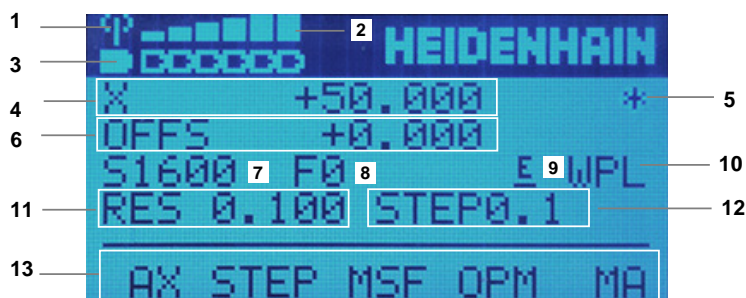 1 2 HEIDENHAIN
3
4 X +50.000 * 5
6 OFFS +0.000
S1600 7 F0 8 E 9 WPL 10
11 RES 0.100 STEP0.1 12
13 AX STEP MSF OPM MA